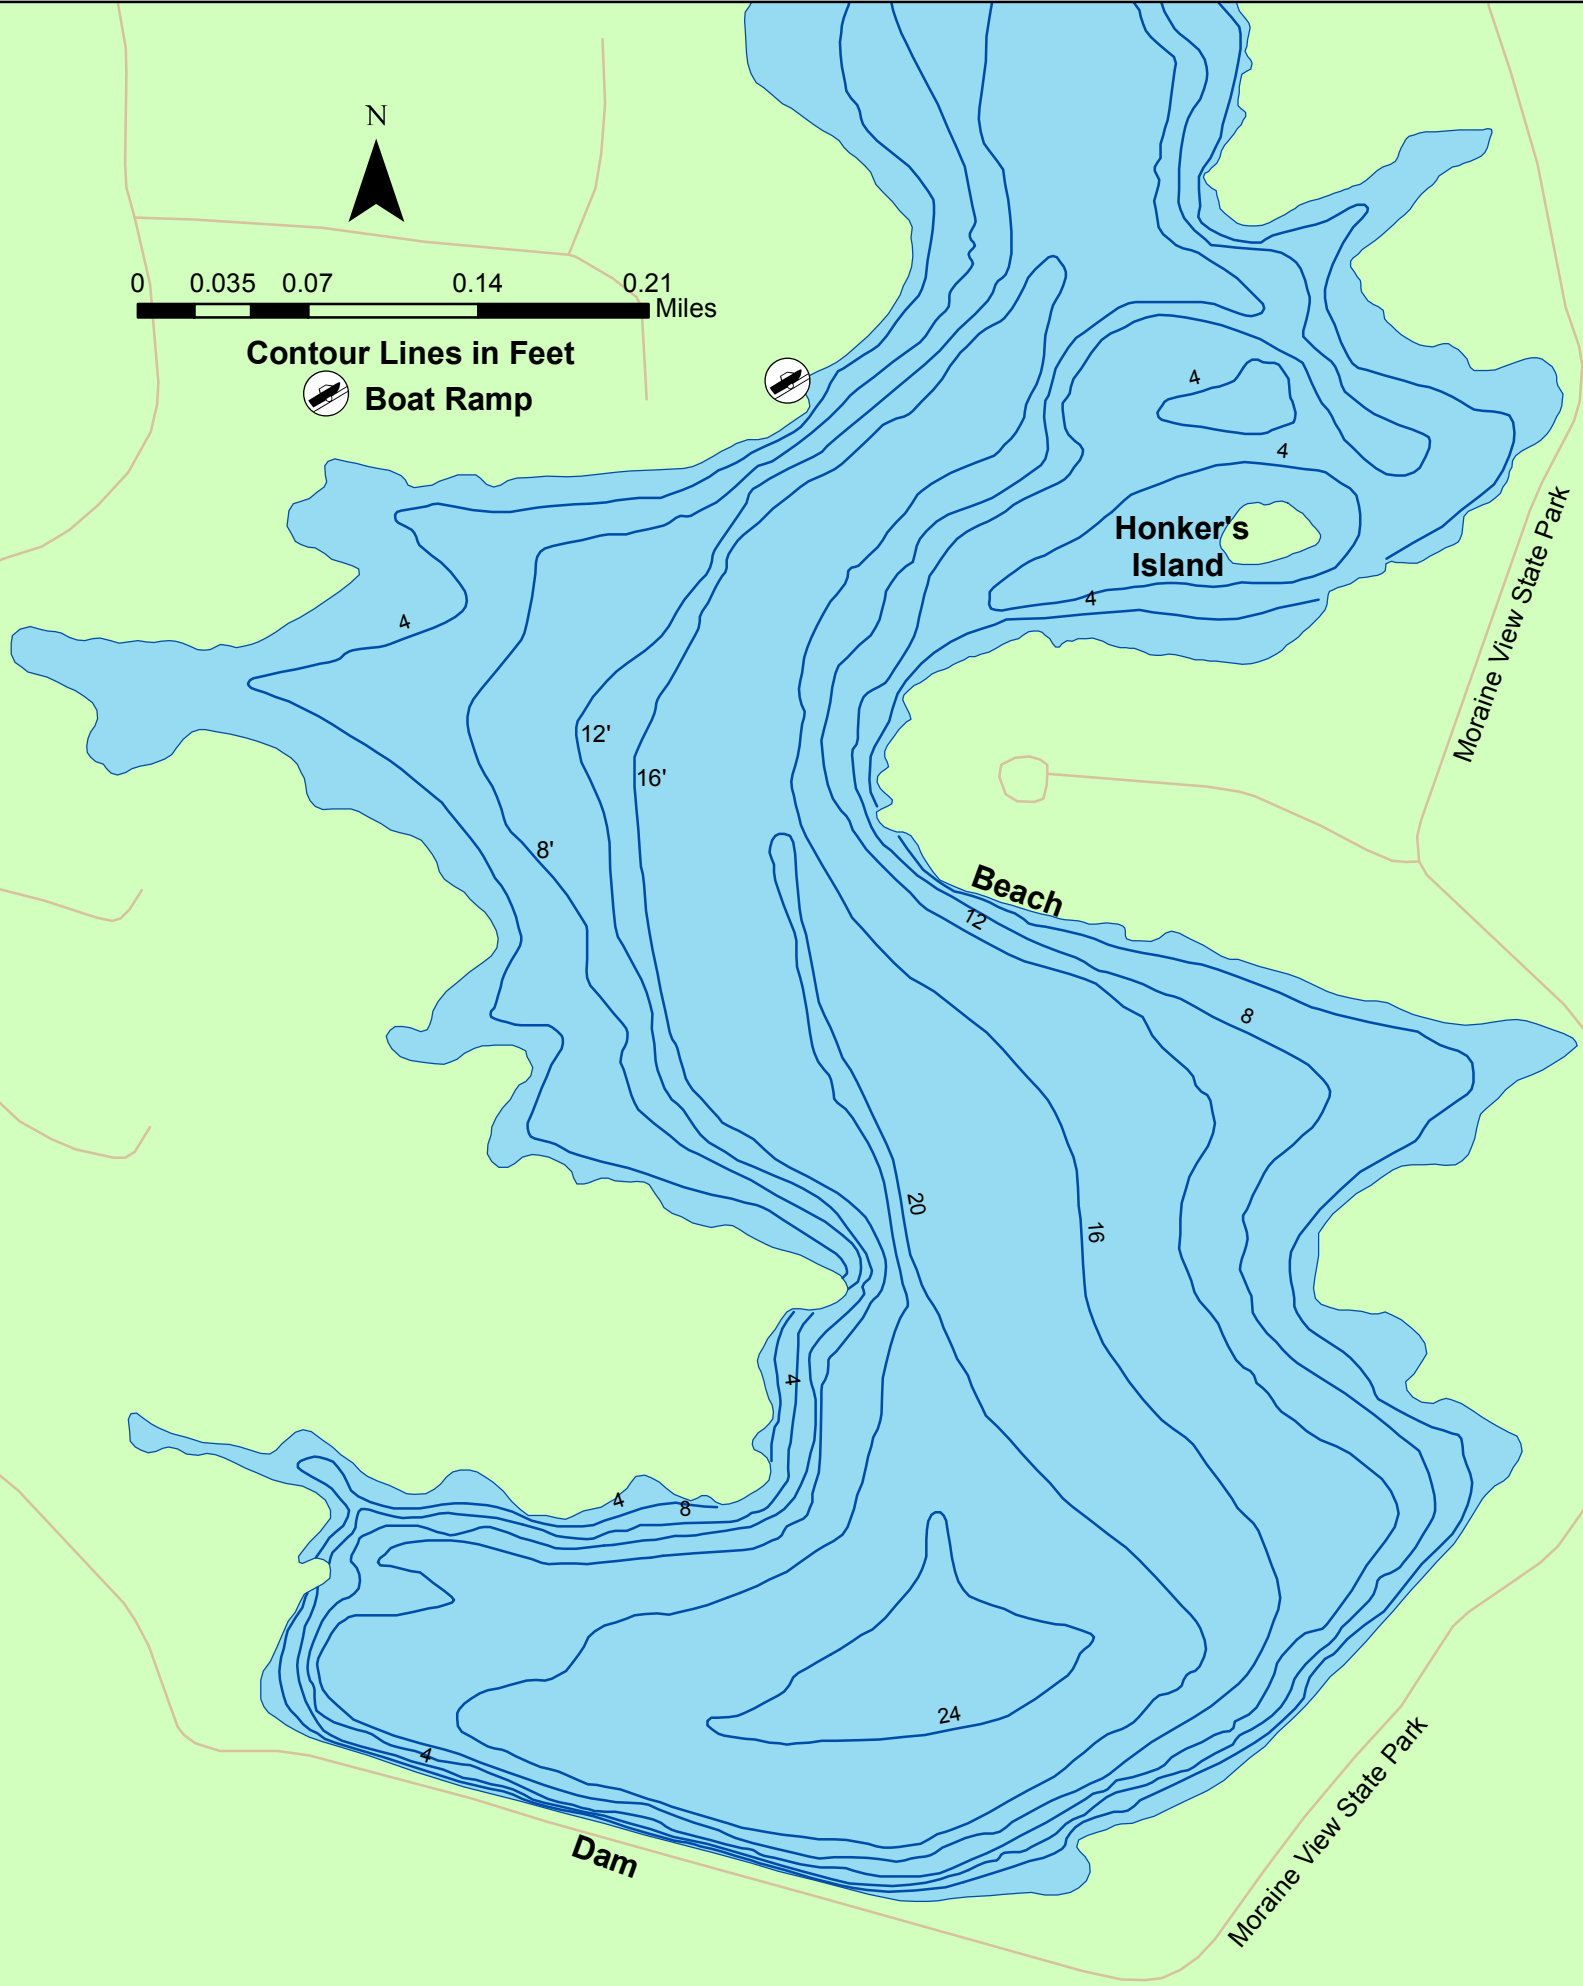 N
0 0.035 0.07 0.14 0.21
Miles
Contour Lines in Feet
Boat Ramp
4
4
Honker's
Island
4
4
Moraine View State Park
12'
16'
8'
Beach
12
8
20
16
4
4
8
24
4
Dam
Moraine View State Park